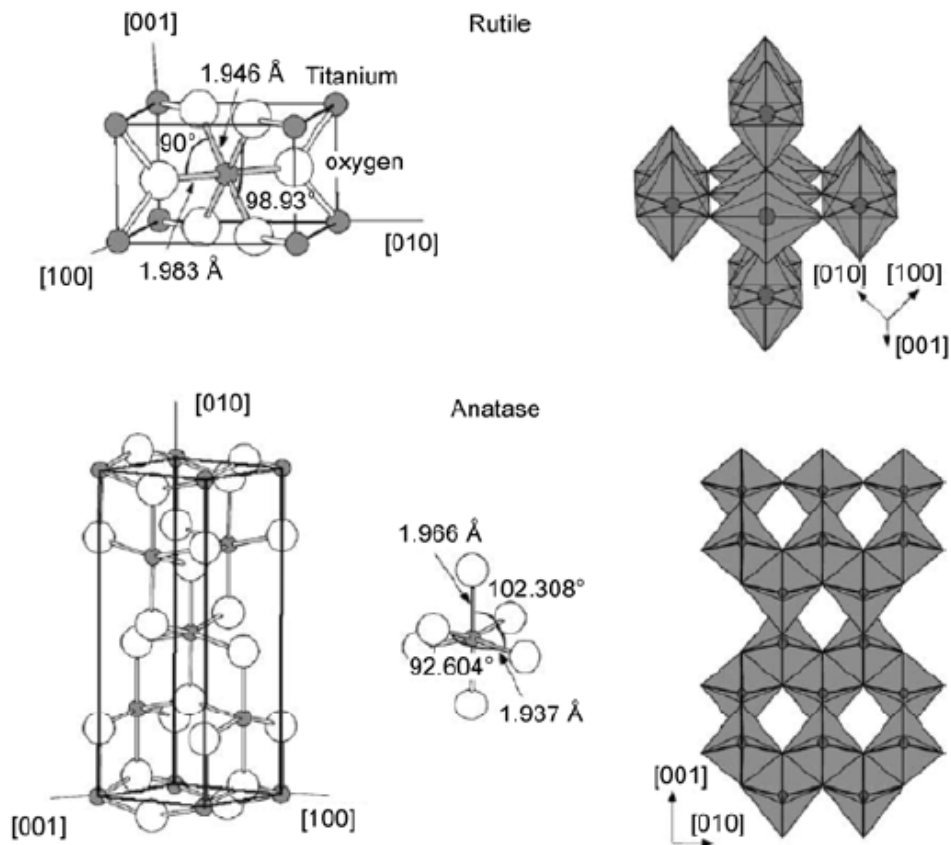 Rutile
[001]
1.946 Å
Titanium
90°
oxygen
98.93°
[010]
[100]
1.983 Å
[010]
[100]
[001]
Anatase
[010]
1.966 Å
102.308°
92.604°
1.937 Å
[001]
[100]
[001]
[010]